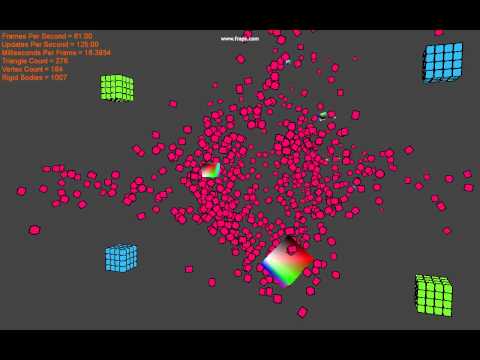 Frames Per Second = 61.00
www.fraps.com
Updates Per Second = 125.00
Milliseconds Per Frame = 16.3934
Triangle Count = 276
Vertex Count = 184
Rigid Bodies = 1007